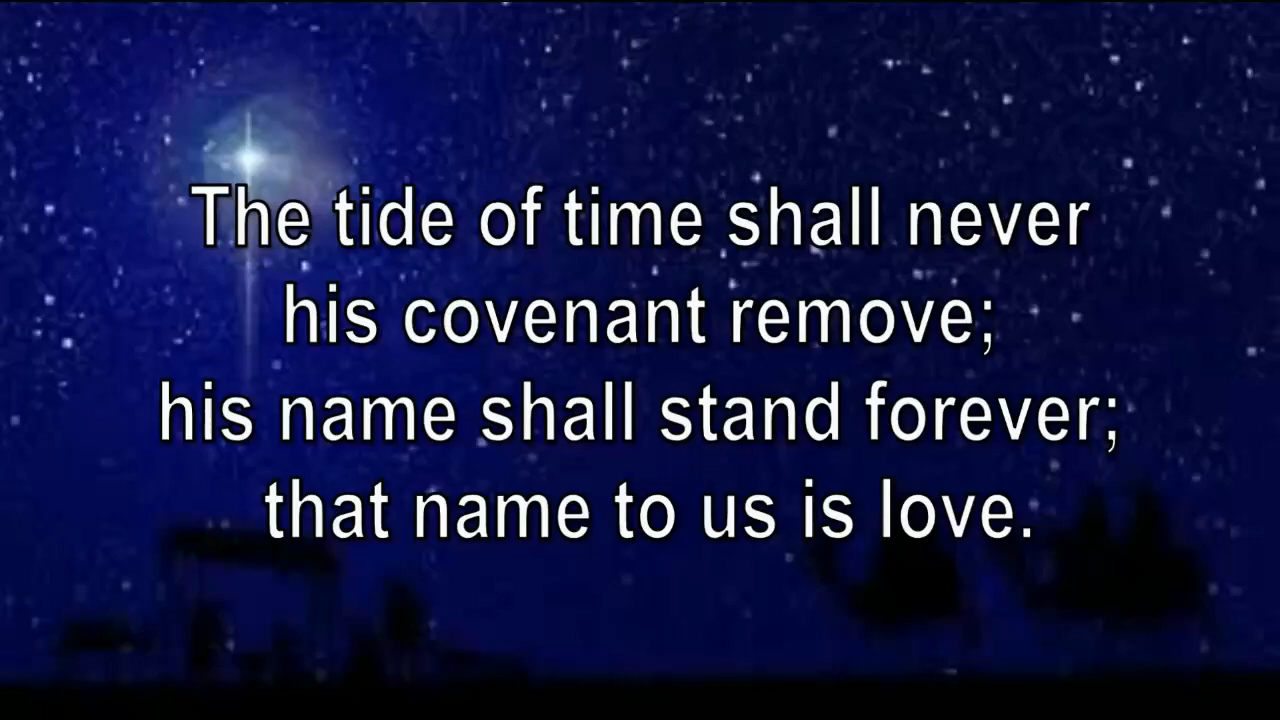 The tide of time shall never
his covenant remove;
his name shall stand forever;
that name to us is love.